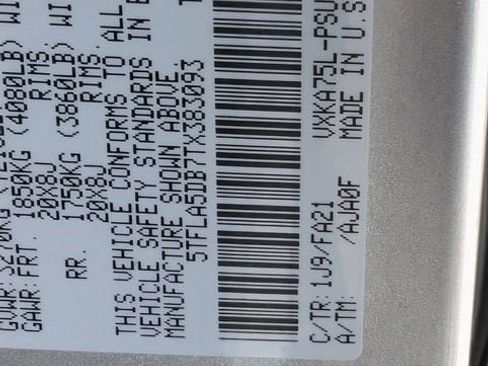 GVWR: 3270KG
GAWR: FRT. 1850KG (4080LB) WI
20X8J RIMS,
RR. 1750KG (3860LB) WI
20X8J RIMS,
THIS VEHICLE CONFORMS TO ALL
VEHICLE SAFETY STANDARDS IN E
MANUFACTURE SHOWN ABOVE.
5TFLA5DB7TX383093
C/TR: 1J9/FA21 VXKA75L-PSU
A/TM: /AJA0F MADE IN U.S